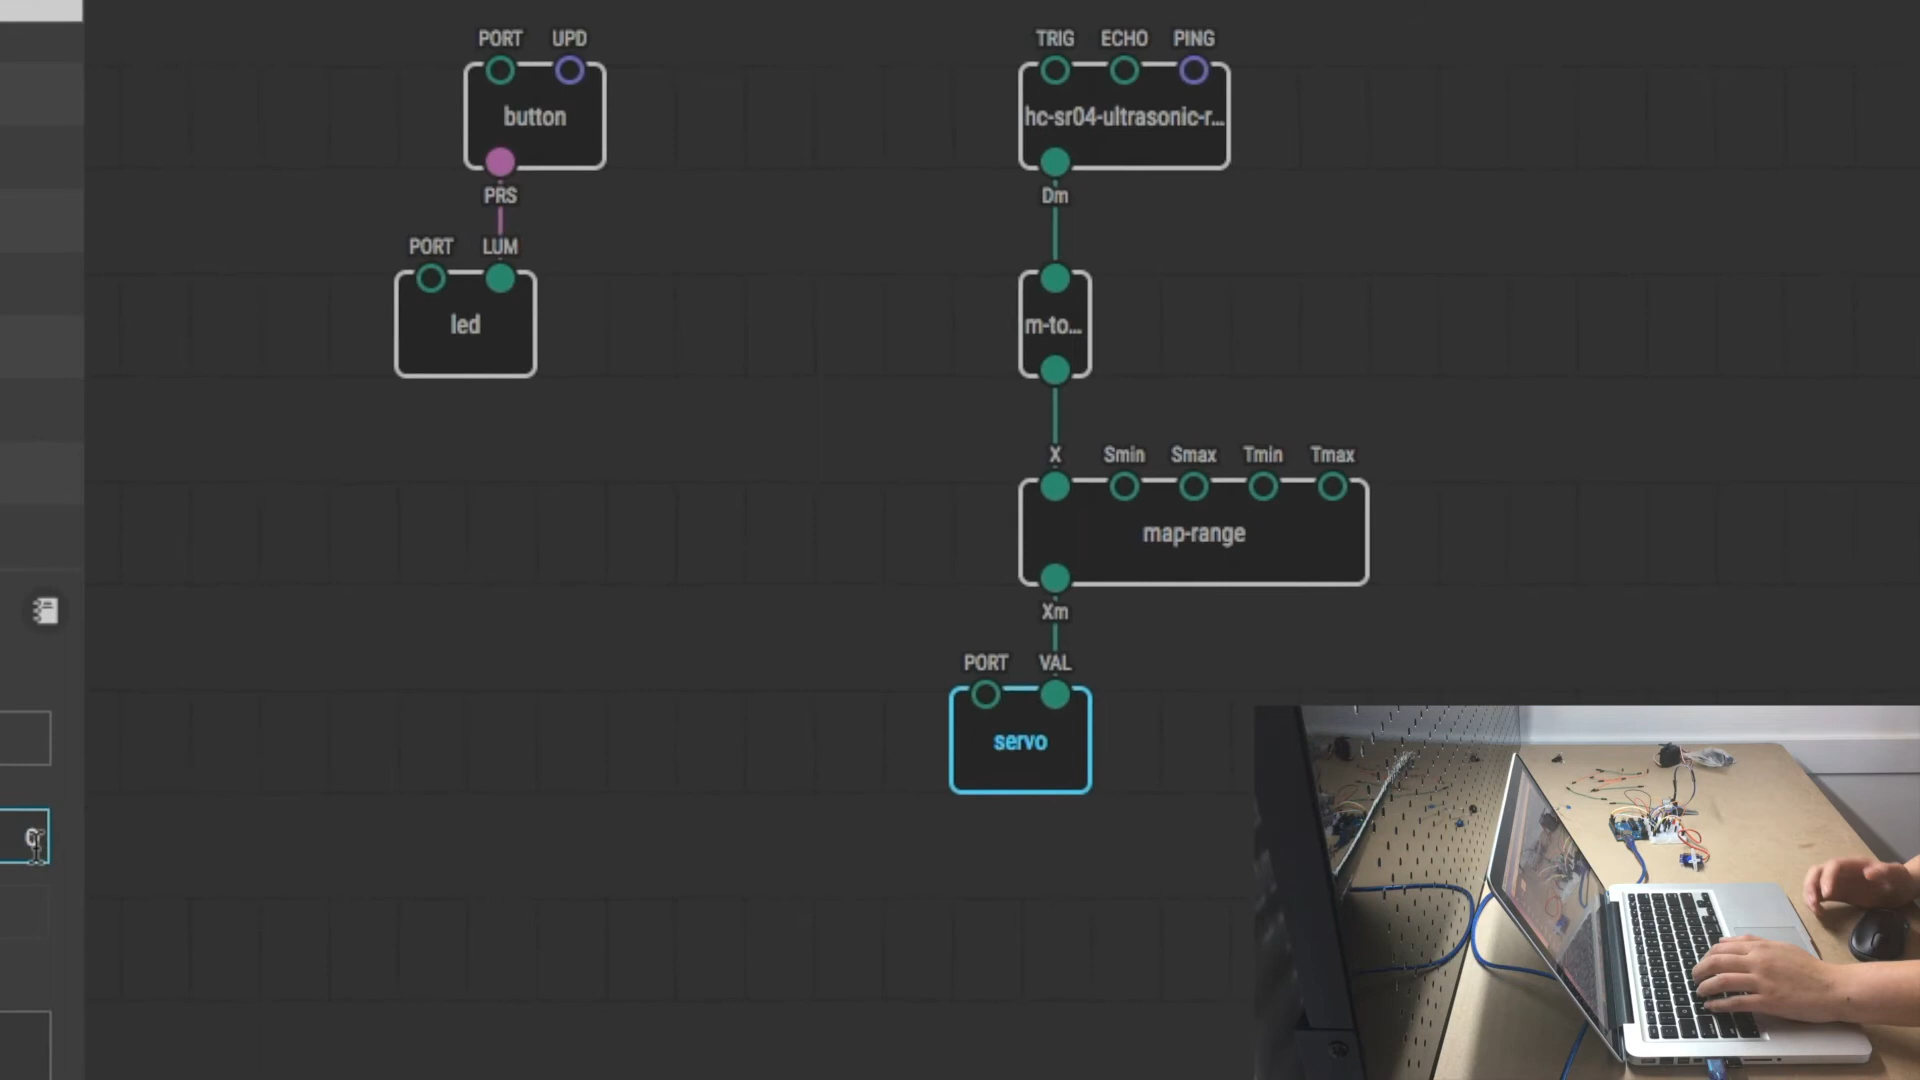 PORT UPD
button
PRS
PORT LUM
led
TRIG ECHO PING
hc-sr04-ultrasonic-r...
Dm
m-to...
X Smin Smax Tmin Tmax
map-range
Xm
PORT VAL
servo